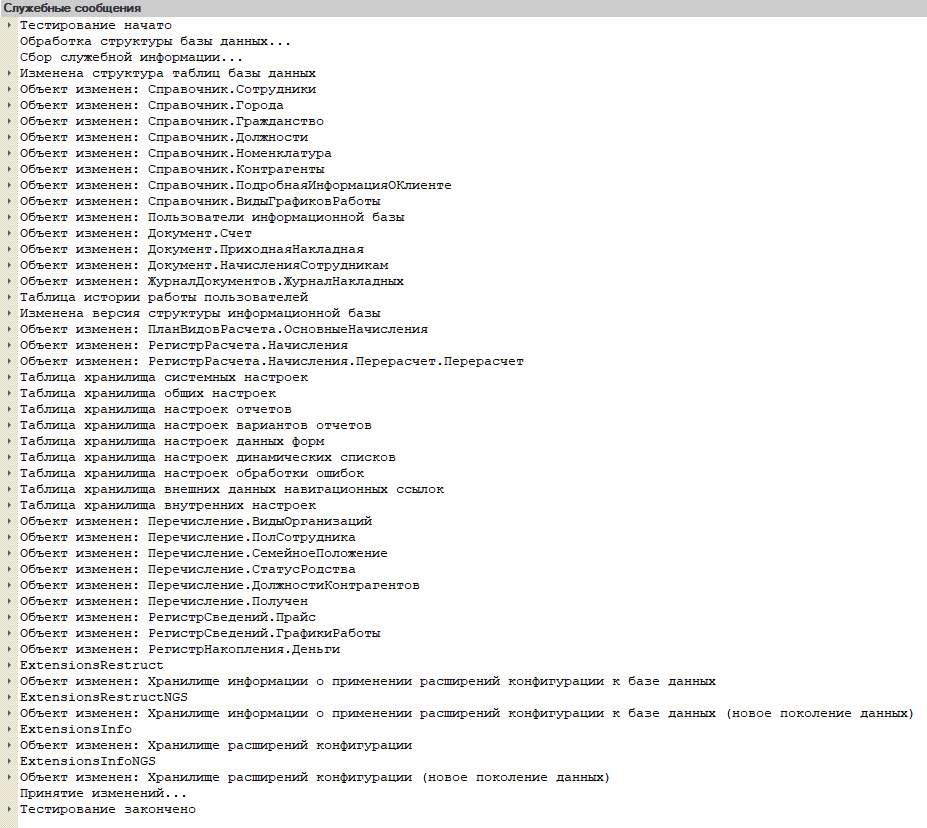 Служебные сообщения
Тестирование начато
Обработка структуры базы данных...
Сбор служебной информации...
Изменена структура таблиц базы данных
Объект изменен: Справочник.Сотрудники
Объект изменен: Справочник.Города
Объект изменен: Справочник.Гражданство
Объект изменен: Справочник.Должности
Объект изменен: Справочник.Номенклатура
Объект изменен: Справочник.Контрагенты
Объект изменен: Справочник.ПодробнаяИнформацияОКлиенте
Объект изменен: Справочник.ВидыГрафиковРаботы
Объект изменен: Пользователи информационной базы
Объект изменен: Документ.Счет
Объект изменен: Документ.ПриходнаяНакладная
Объект изменен: Документ.НачисленияСотрудникам
Объект изменен: ЖурналДокументов.ЖурналНакладных
Таблица истории работы пользователей
Изменена версия структуры информационной базы
Объект изменен: ПланВидовРасчета.ОсновныеНачисления
Объект изменен: РегистрРасчета.Начисления
Объект изменен: РегистрРасчета.Начисления.Перерасчет.Перерасчет
Таблица хранилища системных настроек
Таблица хранилища общих настроек
Таблица хранилища настроек отчетов
Таблица хранилища настроек вариантов отчетов
Таблица хранилища настроек данных форм
Таблица хранилища настроек динамических списков
Таблица хранилища настроек обработки ошибок
Таблица хранилища внешних данных навигационных ссылок
Таблица хранилища внутренних настроек
Объект изменен: Перечисление.ВидыОрганизаций
Объект изменен: Перечисление.ПолСотрудника
Объект изменен: Перечисление.СемейноеПоложение
Объект изменен: Перечисление.СтатусРодства
Объект изменен: Перечисление.ДолжностиКонтрагентов
Объект изменен: Перечисление.Получен
Объект изменен: РегистрСведений.Прайс
Объект изменен: РегистрСведений.ГрафикиРаботы
Объект изменен: РегистрНакопления.Деньги
ExtensionsRestruct
Объект изменен: Хранилище информации о применении расширений конфигурации к базе данных
ExtensionsRestructNGS
Объект изменен: Хранилище информации о применении расширений конфигурации к базе данных (новое поколение данных)
ExtensionsInfo
Объект изменен: Хранилище расширений конфигурации
ExtensionsInfoNGS
Объект изменен: Хранилище расширений конфигурации (новое поколение данных)
Принятие изменений...
Тестирование закончено